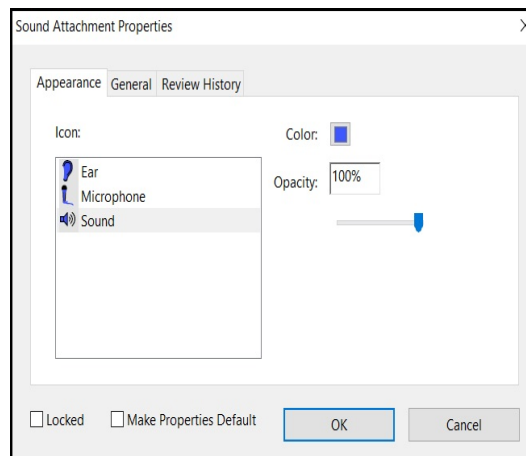 Sound Attachment Properties
Appearance General Review History
Icon: Color:
Ear Opacity: 100%
Microphone
Sound
Locked Make Properties Default OK Cancel